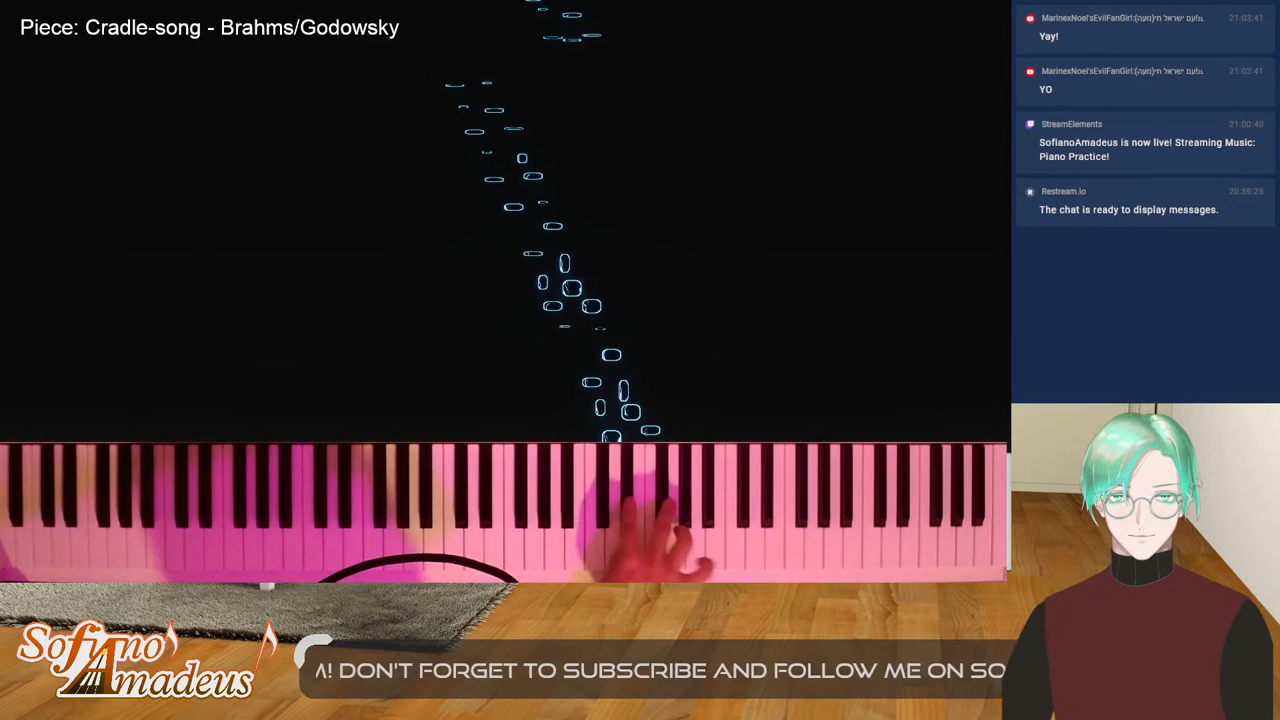 Piece: Cradle-song - Brahms/Godowsky
21:03:41
Yay!
21:03:41
YO
StreamElements 21:00:40
SofianoAmadeus is now live! Streaming Music:
Piano Practice!
Restream.io 20:59:25
The chat is ready to display messages.
Sofiano
Amadeus
M! DON'T FORGET TO SUBSCRIBE AND FOLLOW ME ON SO